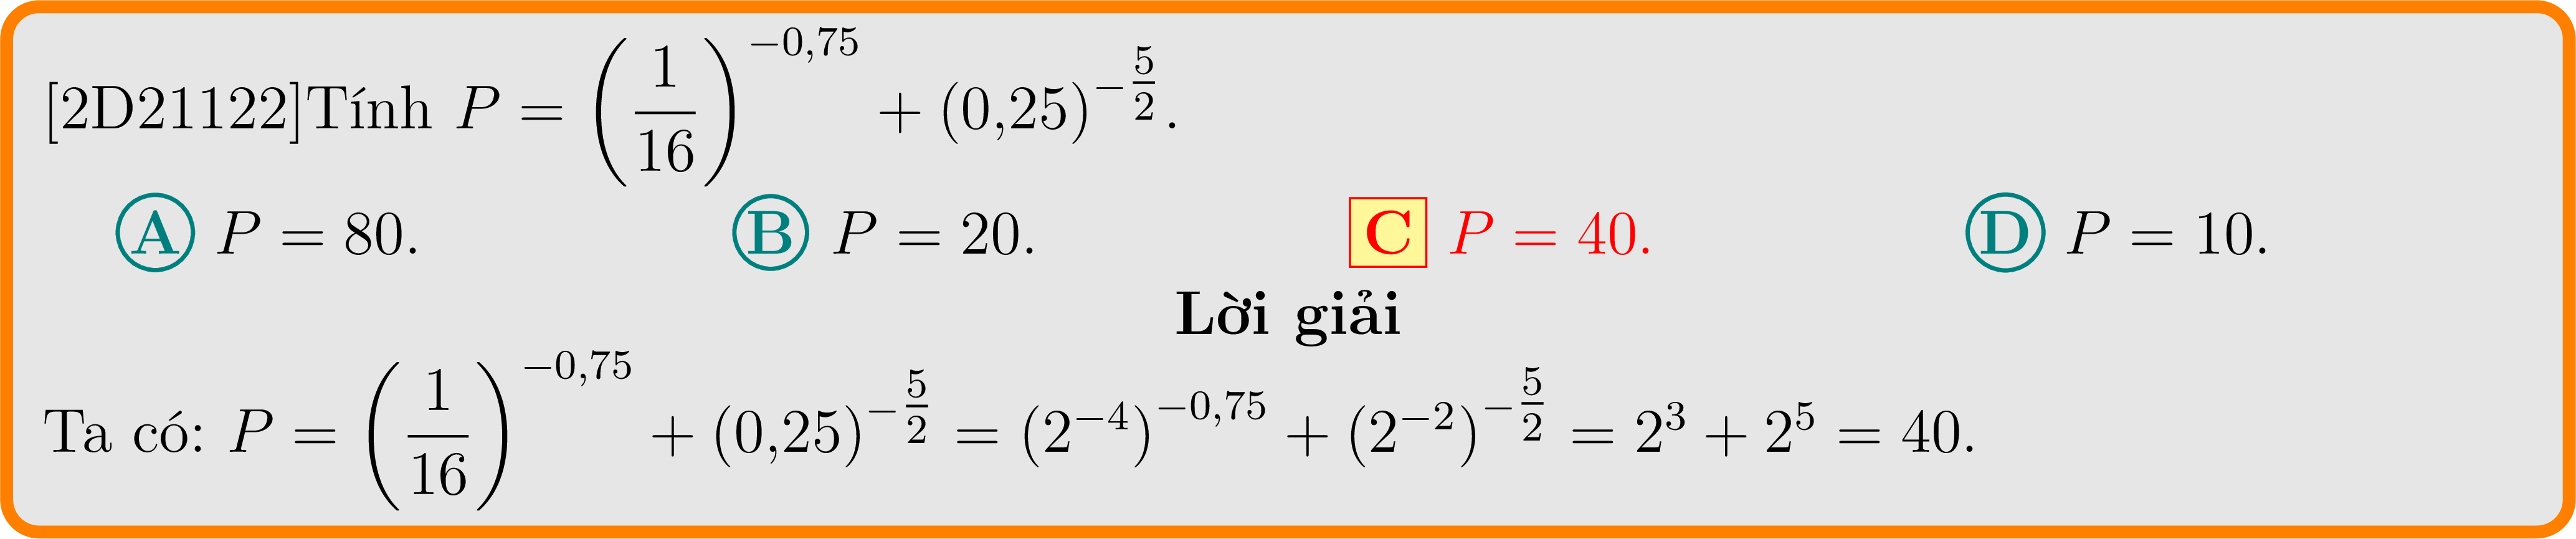 [2D21122]Tính $P = \left(\dfrac{1}{16}\right)^{-0,75} + (0,25)^{-\frac{5}{2}}$.
A P = 80. B P = 20. C P = 40. D P = 10.
Lời giải
Ta có: $P = \left(\dfrac{1}{16}\right)^{-0,75} + (0,25)^{-\frac{5}{2}} = \left(2^{-4}\right)^{-0,75} + \left(2^{-2}\right)^{-\frac{5}{2}} = 2^3 + 2^5 = 40$.